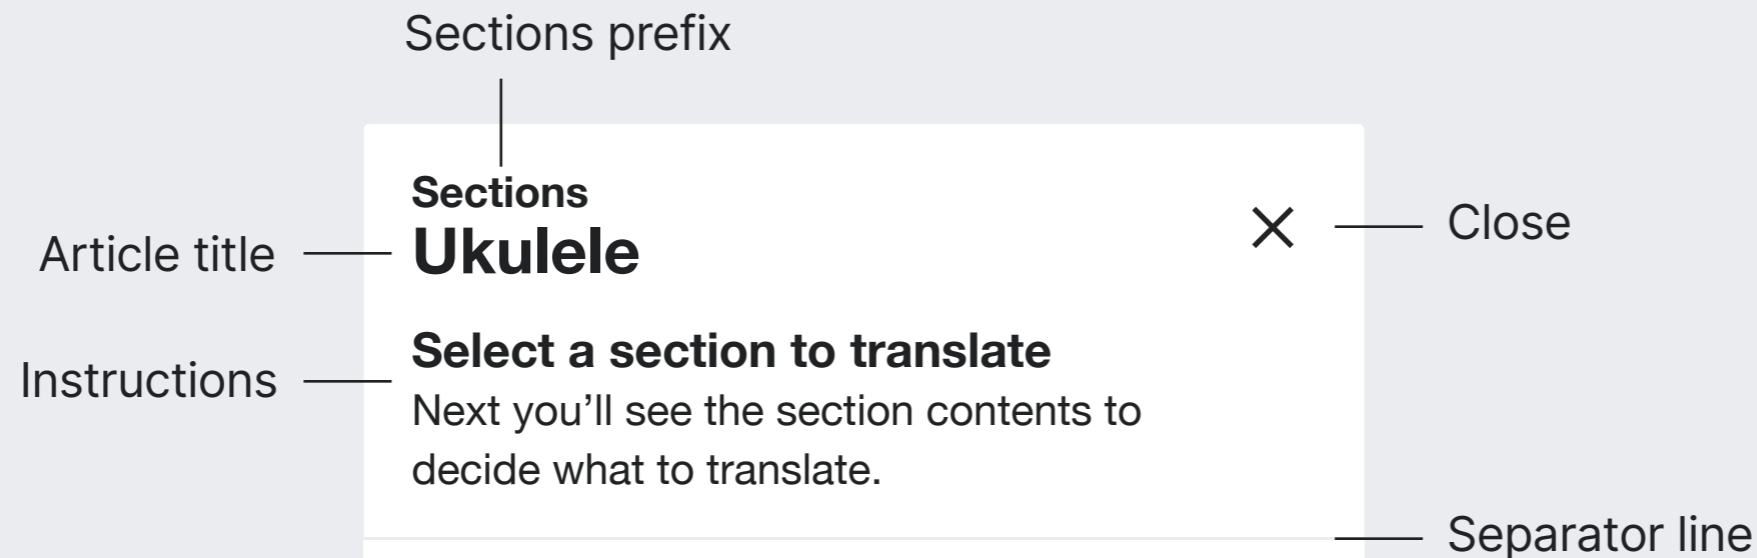 Sections prefix
Sections
Article title
Ukulele
Close
Instructions
Select a section to translate
Next you’ll see the section contents to
decide what to translate.
Separator line